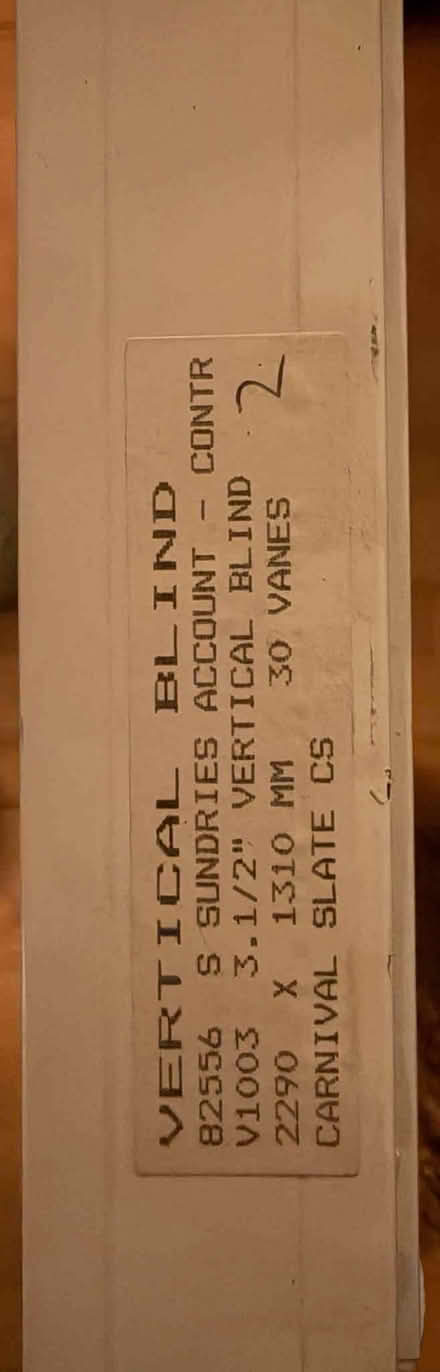 VERTICAL BLIND
82556 S SUNDRIES ACCOUNT - CONTR
V1003 3.1/2" VERTICAL BLIND 2
2290 X 1310 MM 30 VANES
CARNIVAL SLATE CS